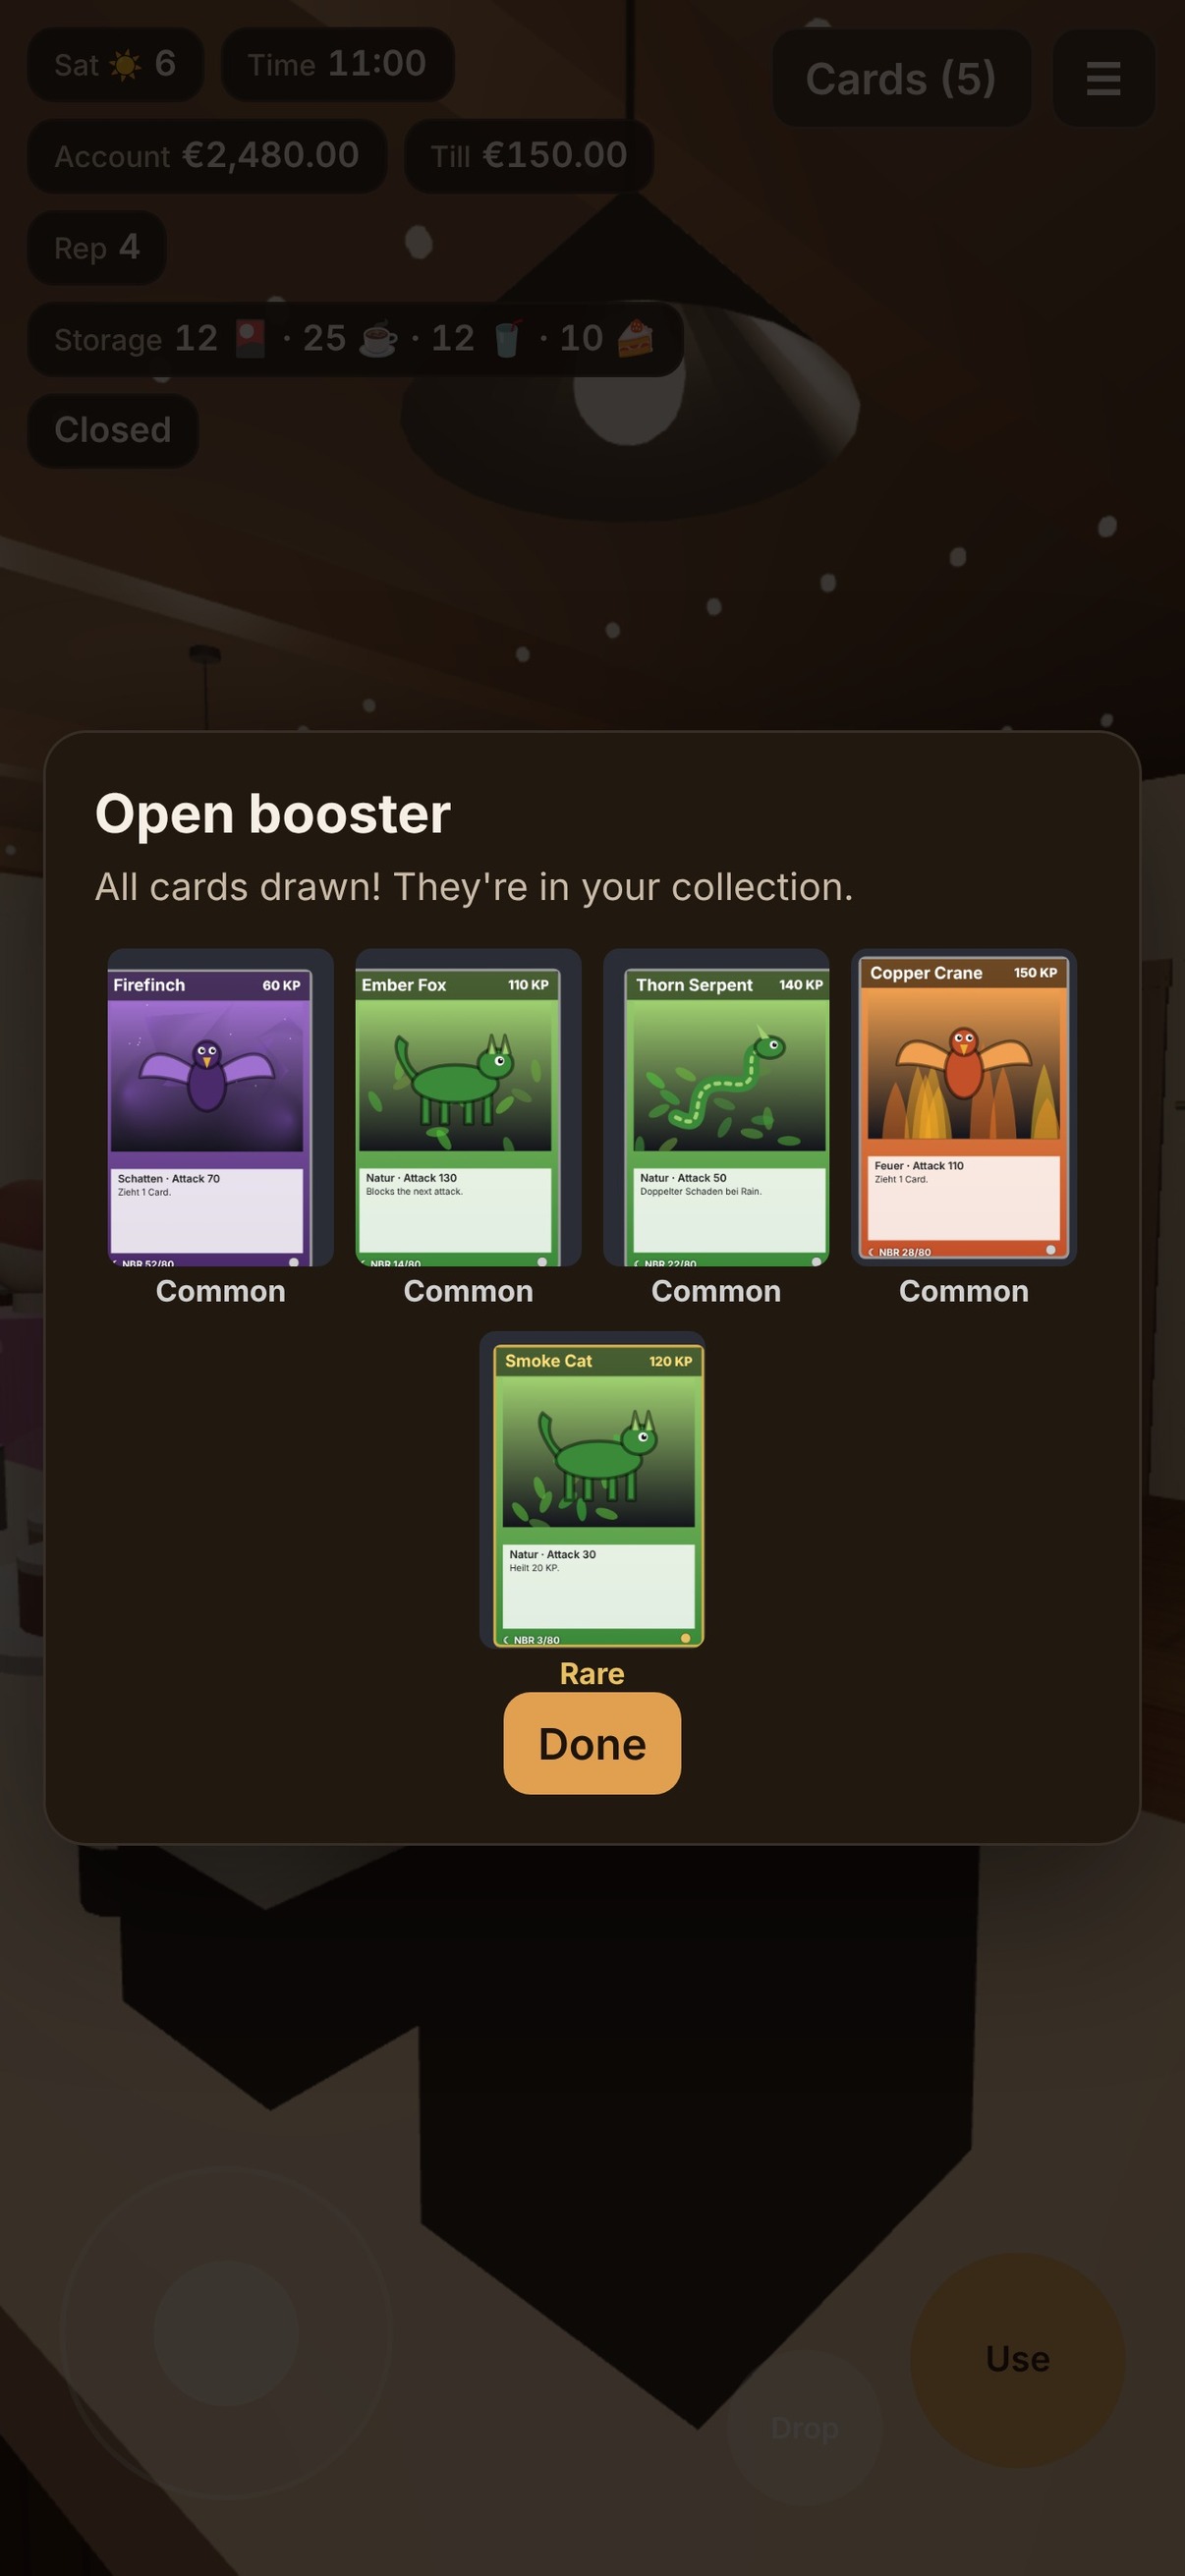 Sat ☀️ 6 Time 11:00
Cards (5) ☰
Account €2,480.00 Till €150.00
Rep 4
Storage 12 🎴 · 25 ☕ · 12 🥤 · 10 🍰
Closed
Open booster
All cards drawn! They're in your collection.
Firefinch 60 KP
Schatten · Attack 70
Zieht 1 Card.
NBR 52/80
Common
Ember Fox 110 KP
Natur · Attack 130
Blocks the next attack.
NBR 14/80
Common
Thorn Serpent 140 KP
Natur · Attack 50
Doppelter Schaden bei Rain.
NBR 22/80
Common
Copper Crane 150 KP
Feuer · Attack 110
Zieht 1 Card.
NBR 28/80
Common
Smoke Cat 120 KP
Natur · Attack 30
Heilt 20 KP.
NBR 3/80
Rare
Done
Use
Drop